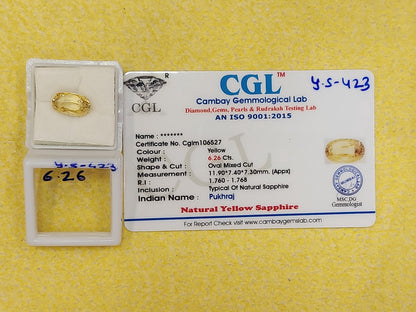 CGL™
Y.S-423
Cambay Gemmological Lab
Diamond,Gems, Pearls & Rudraksh Testing Lab
AN ISO 9001:2015
®
CGL
Name : *******
Certificate No. Cglm106527
Colour : Yellow
Weight : 6.26 Cts.
Shape & Cut : Oval Mixed Cut
Measurement : 11.90*7.40*7.30mm. (Appx)
R.I : 1.760 - 1.768
Inclusion : Typical Of Natural Sapphire
Indian Name : Pukhraj
MSC,DG
Gemmologist
Natural Yellow Sapphire
For Report Visit (www.cambaygemslab.com)
Y.S-423
6.26